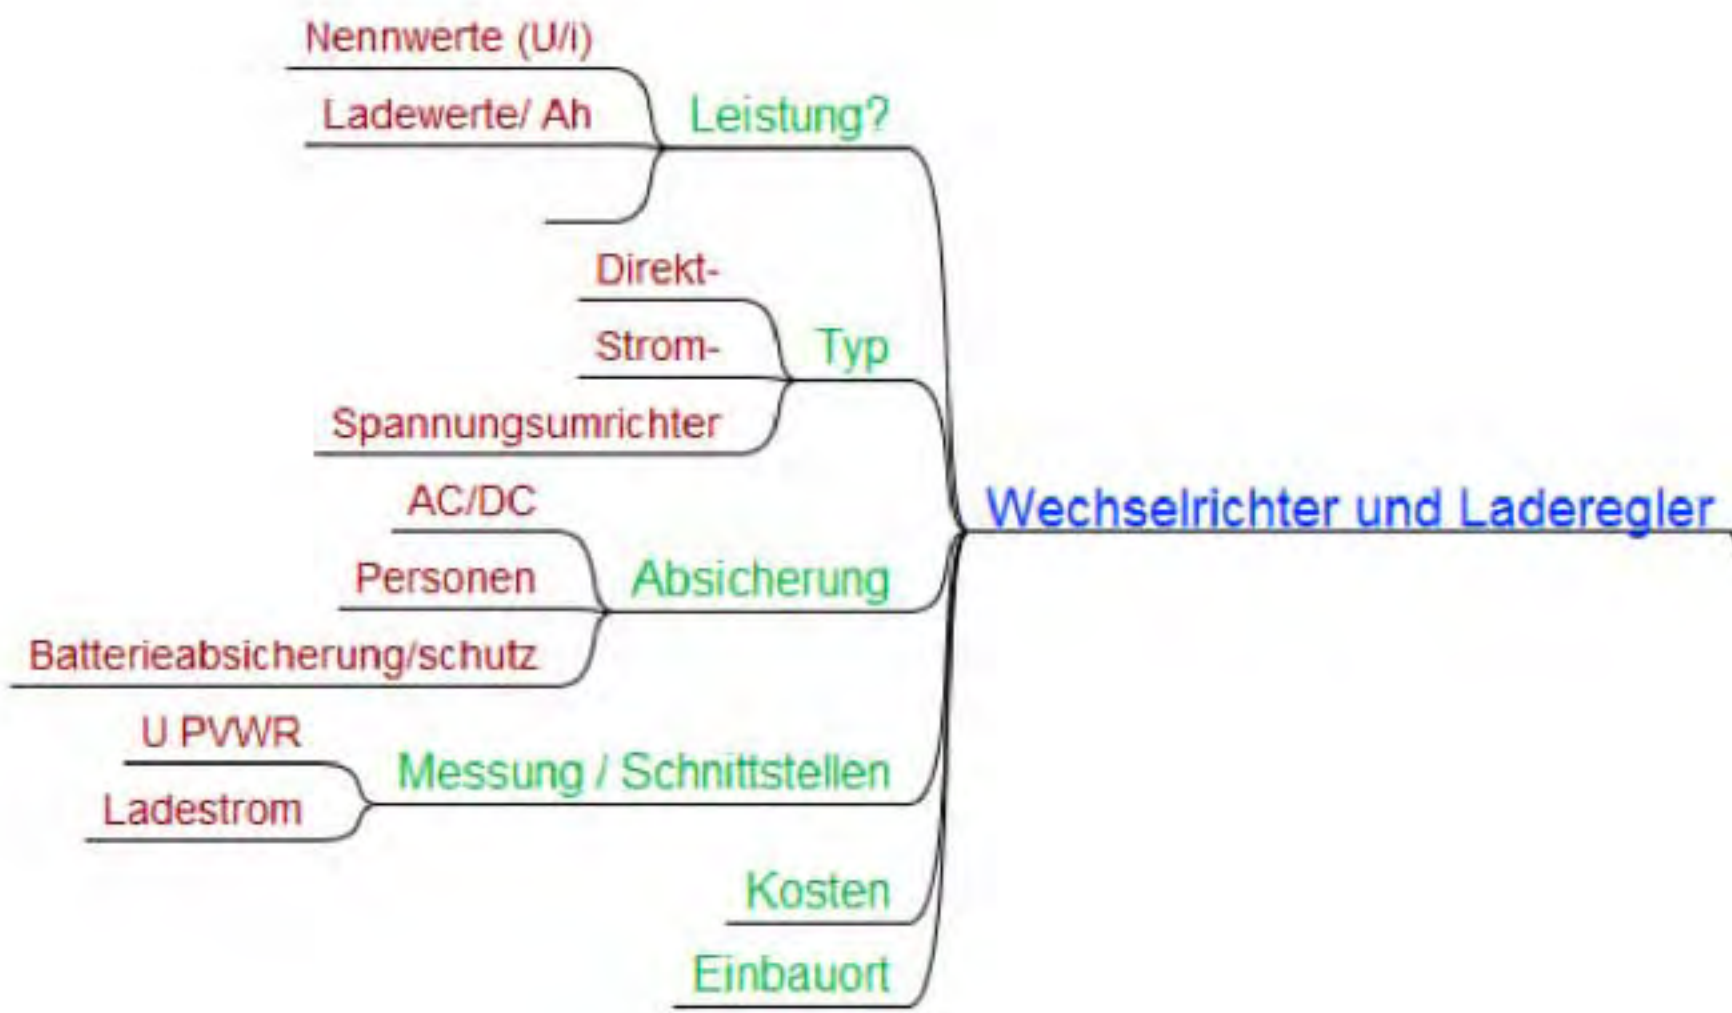 Nennwerte (U/i)
Ladewerte/ Ah
Leistung?
Direkt-
Strom-
Spannungsumrichter
Typ
AC/DC
Personen
Batterieabsicherung/schutz
Absicherung
U PVWR
Ladestrom
Messung / Schnittstellen
Kosten
Einbauort
Wechselrichter und Laderegler